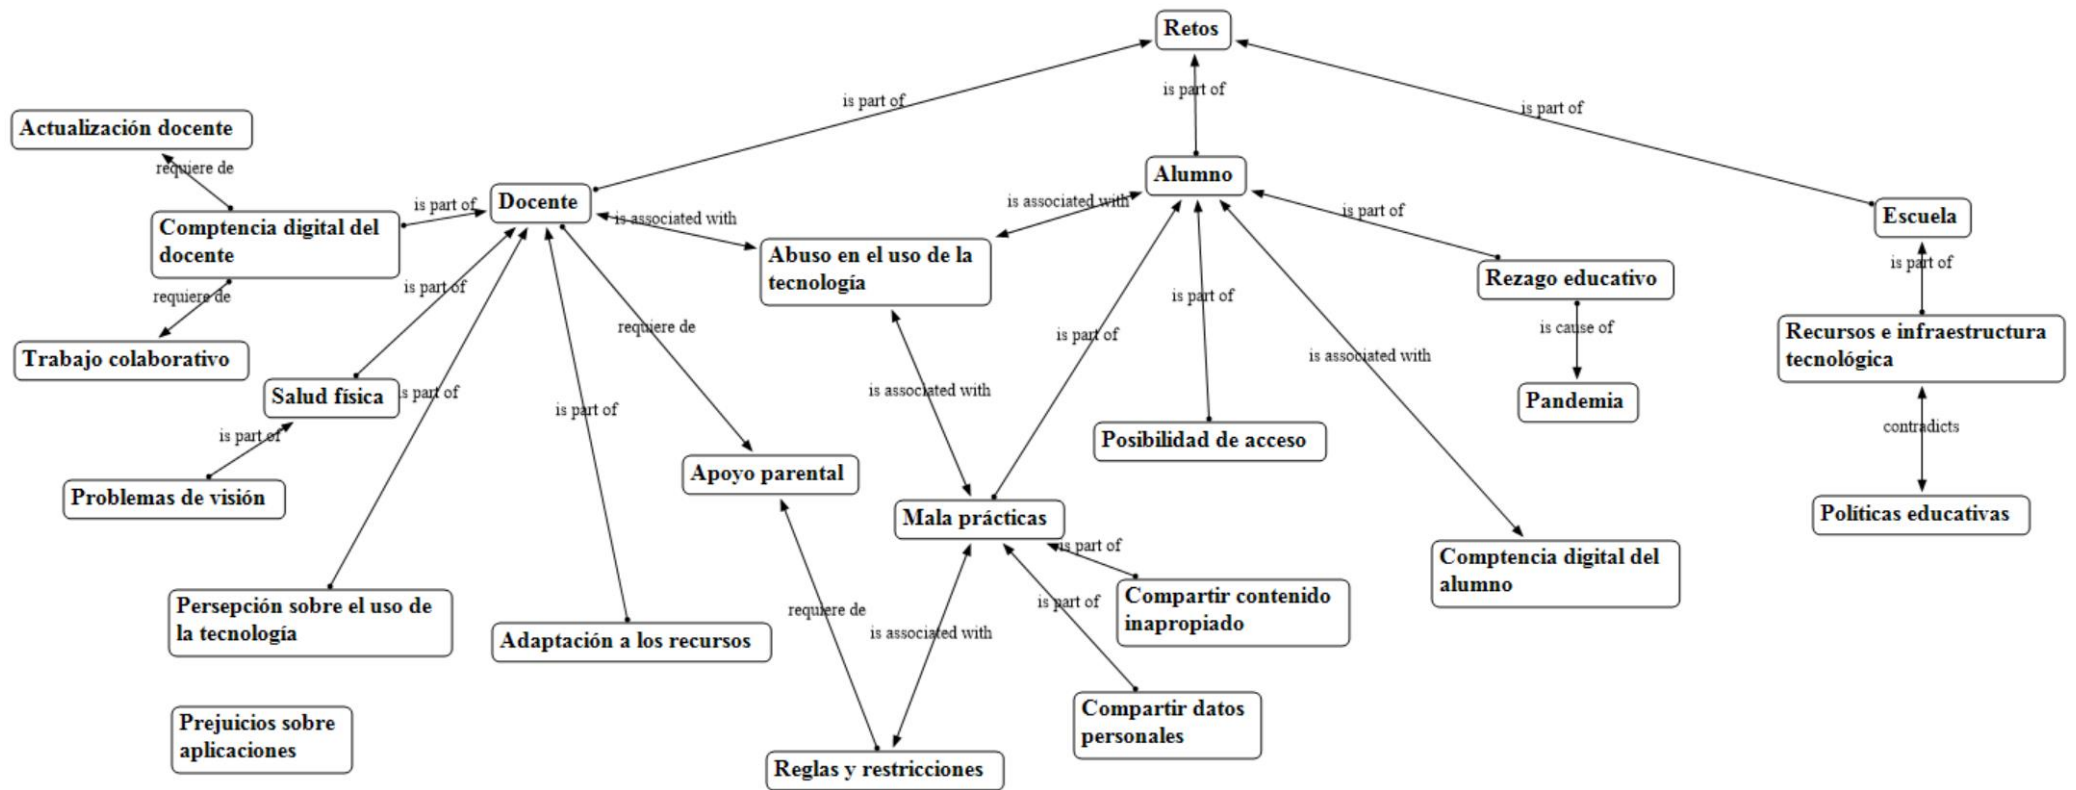 Retos
is part of
is part of
is part of
Actualización docente
requiere de
Alumno
Docente
is part of
is associated with
is associated with
is part of
Escuela
Comptencia digital del
docente
Abuso en el uso de la
tecnología
is part of
Rezago educativo
requiere de
is part of
is part of
requiere de
is part of
is cause of
Recursos e infraestructura
tecnológica
Trabajo colaborativo
is associated with
Salud física
is part of
is associated with
Pandemia
is part of
contradicts
is part of
Posibilidad de acceso
Apoyo parental
Problemas de visión
Mala prácticas
Políticas educativas
is part of
Comptencia digital del
alumno
Persepción sobre el uso de
la tecnología
Compartir contenido
inapropiado
is part of
requiere de
is associated with
Adaptación a los recursos
Compartir datos
personales
Prejuicios sobre
aplicaciones
Reglas y restricciones